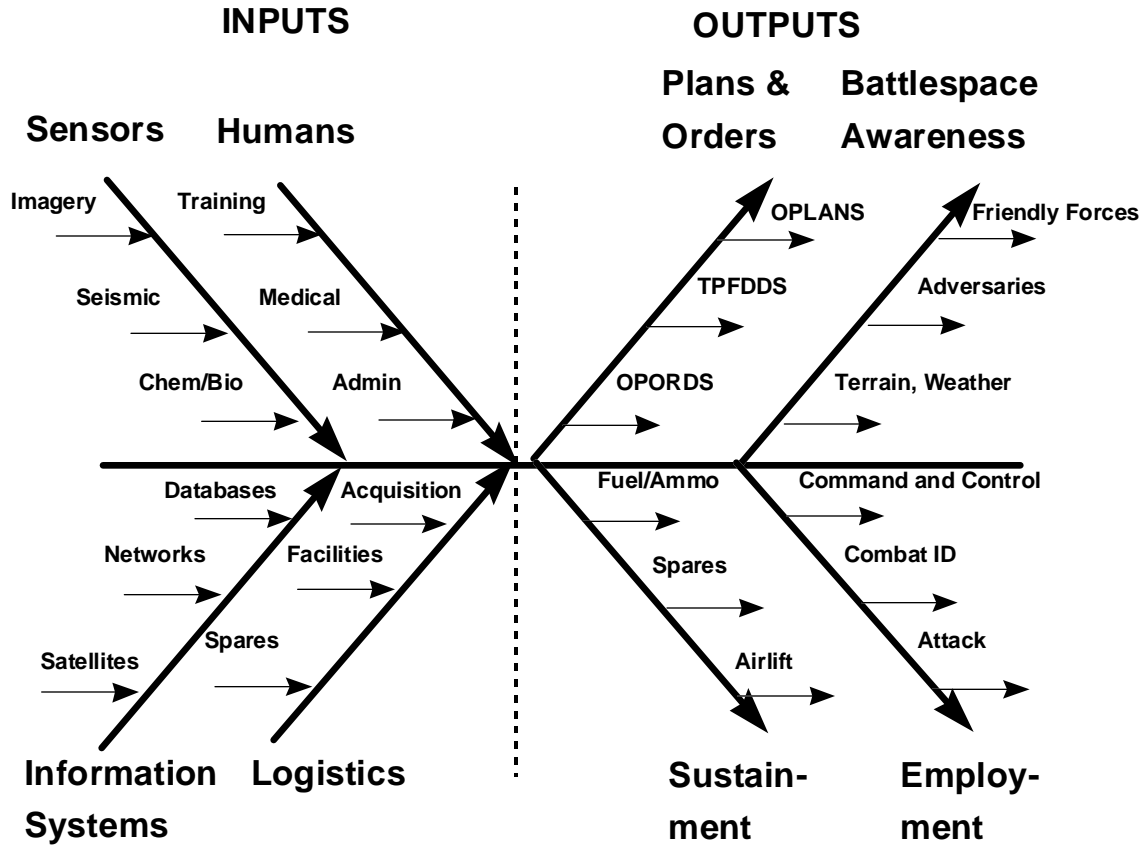 INPUTS
OUTPUTS
Plans &
Orders
Battlespace
Awareness
Sensors
Humans
Imagery
Training
OPLANS
Friendly Forces
Seismic
Medical
TPFDDS
Adversaries
Chem/Bio
Admin
OPORDS
Terrain, Weather
Databases
Acquisition
Fuel/Ammo
Command and Control
Networks
Facilities
Spares
Combat ID
Satellites
Spares
Airlift
Attack
Information
Systems
Logistics
Sustain-
ment
Employ-
ment